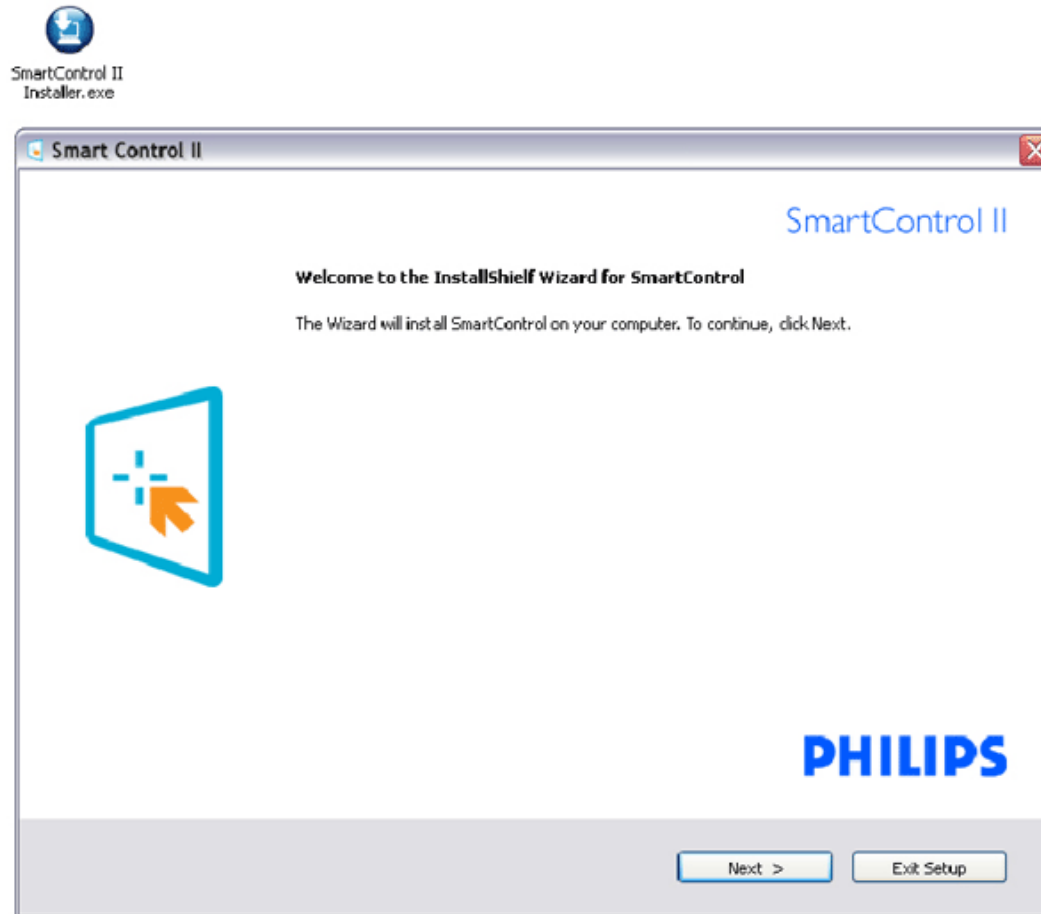 SmartControl II
Installer.exe
Smart Control II
SmartControl II
Welcome to the InstallShielf Wizard for SmartControl
The Wizard will install SmartControl on your computer. To continue, click Next.
PHILIPS
Next >
Exit Setup